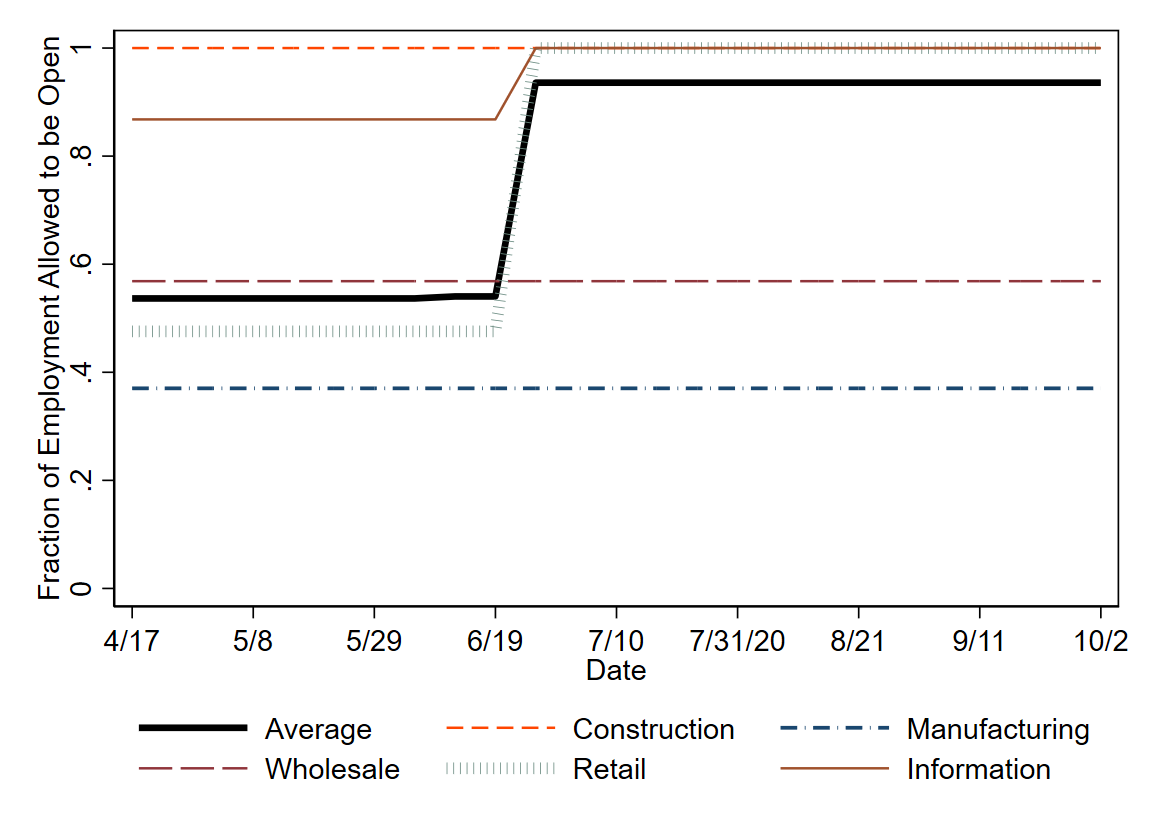 Fraction of Employment Allowed to be Open
1
.8
.6
.4
.2
0
4/17 5/8 5/29 6/19 7/10 7/31/20 8/21 9/11 10/2
Date
Average Construction Manufacturing
Wholesale Retail Information